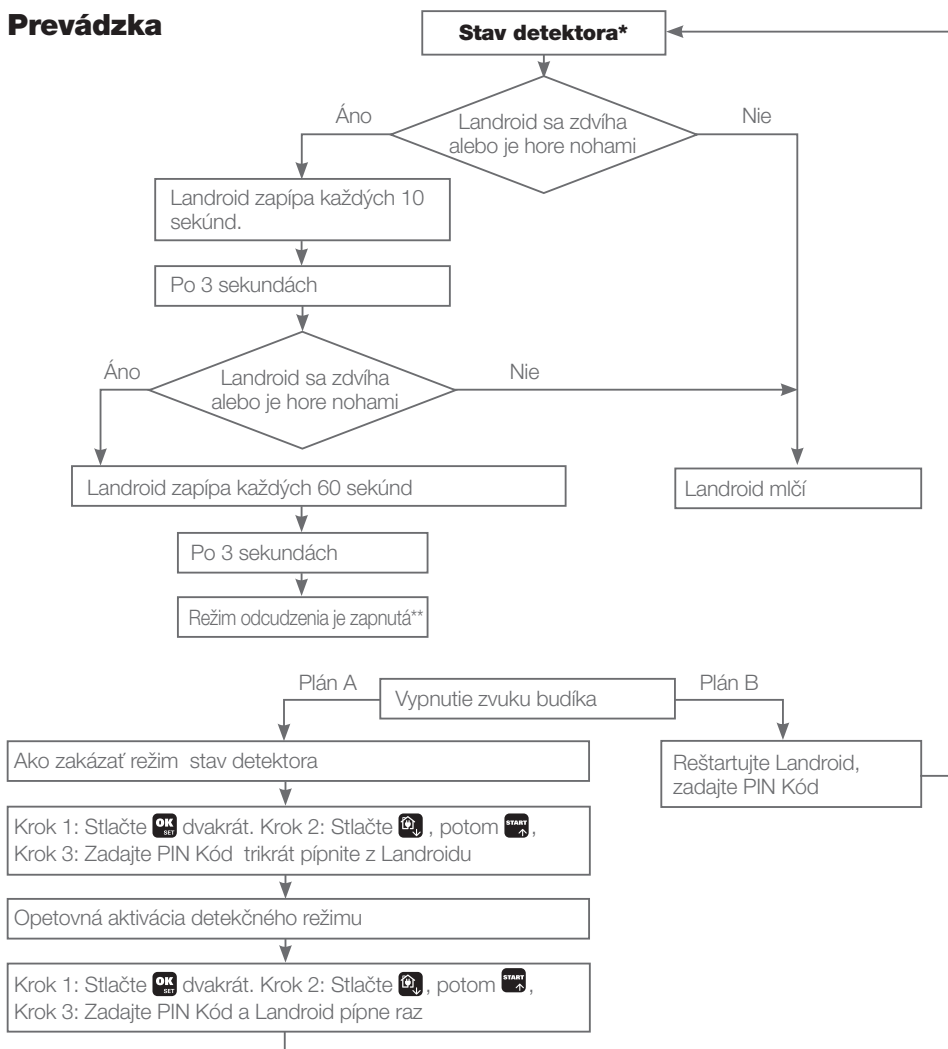 Prevádzka
Stav detektora*
Áno
Landroid sa zdvíha
alebo je hore nohami
Nie
Landroid zapípa každých 10
sekúnd.
Po 3 sekundách
Áno
Landroid sa zdvíha
alebo je hore nohami
Nie
Landroid zapípa každých 60 sekúnd
Landroid mlčí
Po 3 sekundách
Režim odcudzenia je zapnutá**
Plán A
Vypnutie zvuku budíka
Plán B
Ako zakázať režim stav detektora
Reštartujte Landroid,
zadajte PIN Kód
Krok 1: Stlačte OK SET dvakrát. Krok 2: Stlačte , potom START ,
Krok 3: Zadajte PIN Kód trikrát pípnite z Landroidu
Opetovná aktivácia detekčného režimu
Krok 1: Stlačte OK SET dvakrát. Krok 2: Stlačte , potom START ,
Krok 3: Zadajte PIN Kód a Landroid pípne raz